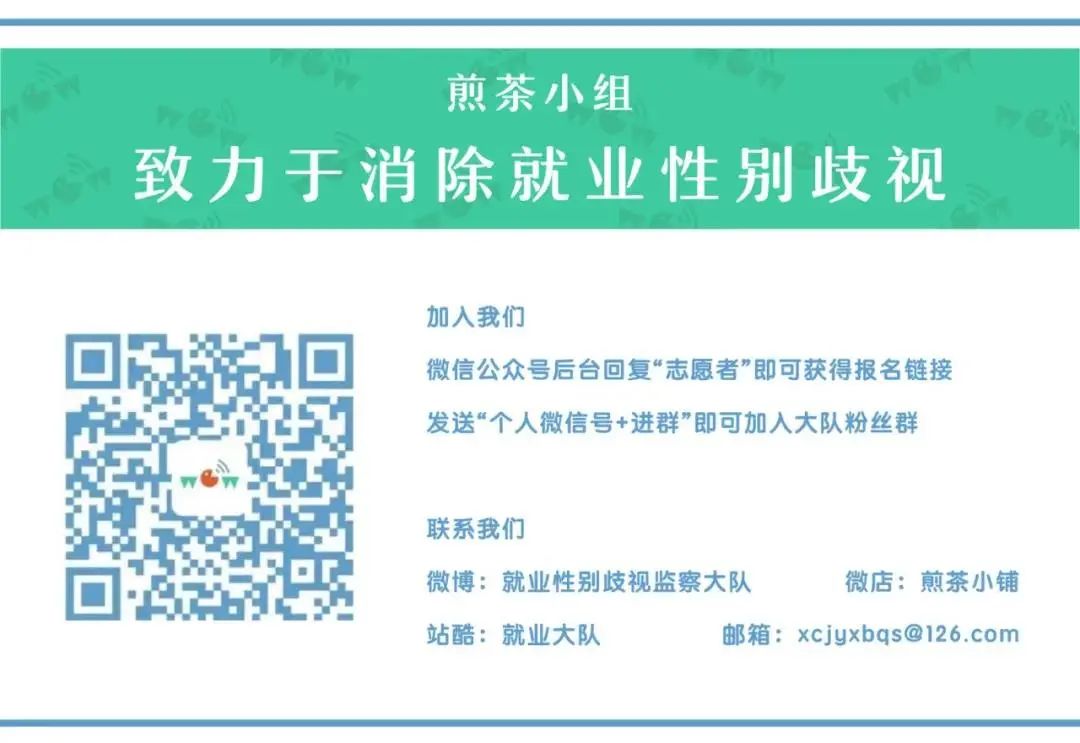 煎茶小组
致力于消除就业性别歧视
加入我们
微信公众号后台回复“志愿者”即可获得报名链接
发送“个人微信号+进群”即可加入大队粉丝群
wow
联系我们
微博：就业性别歧视监察大队 微店：煎茶小铺
站酷：就业大队 邮箱：xcjyxbqs@126.com